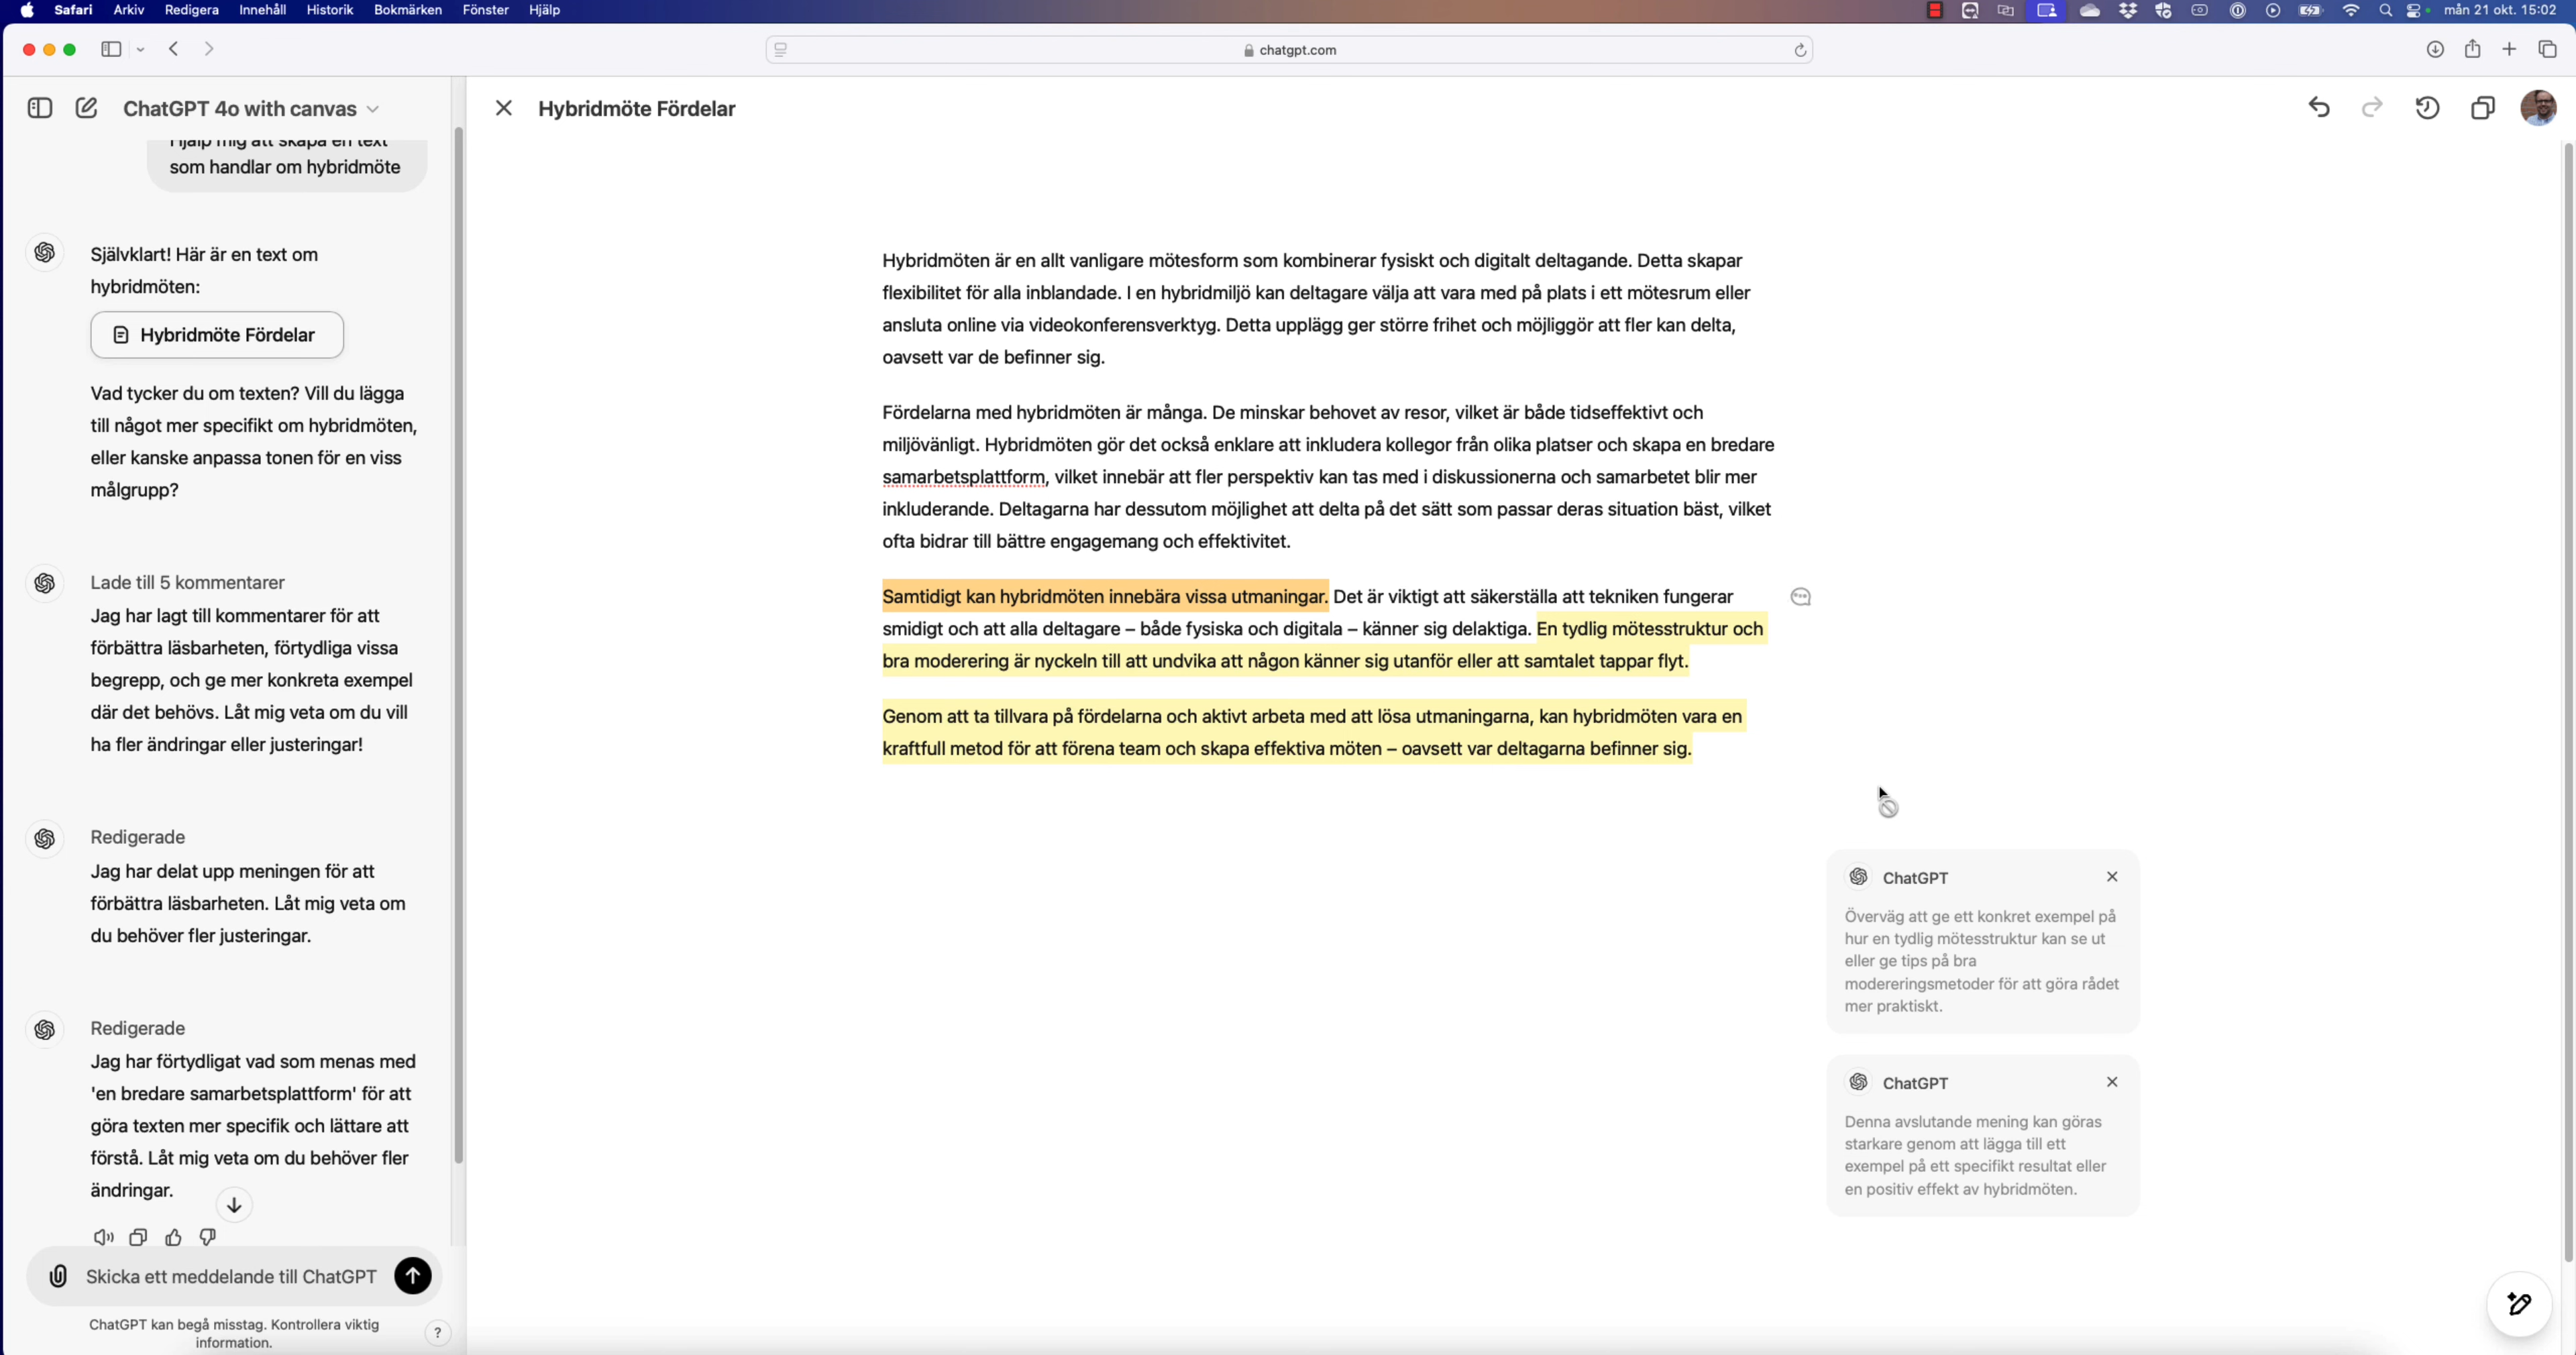 Safari Arkiv Redigera Innehåll Historik Bokmärken Fönster Hjälp
mån 21 okt. 15:02
chatgpt.com
ChatGPT 4o with canvas
Hybridmöte Fördelar
Hjälp mig att skapa en text
som handlar om hybridmöte
Självklart! Här är en text om
hybridmöten:
Hybridmöte Fördelar
Vad tycker du om texten? Vill du lägga
till något mer specifikt om hybridmöten,
eller kanske anpassa tonen för en viss
målgrupp?
Lade till 5 kommentarer
Jag har lagt till kommentarer för att
förbättra läsbarheten, förtydliga vissa
begrepp, och ge mer konkreta exempel
där det behövs. Låt mig veta om du vill
ha fler ändringar eller justeringar!
Redigerade
Jag har delat upp meningen för att
förbättra läsbarheten. Låt mig veta om
du behöver fler justeringar.
Redigerade
Jag har förtydligat vad som menas med
'en bredare samarbetsplattform' för att
göra texten mer specifik och lättare att
förstå. Låt mig veta om du behöver fler
ändringar.
Skicka ett meddelande till ChatGPT
ChatGPT kan begå misstag. Kontrollera viktig
information.
?
Hybridmöten är en allt vanligare mötesform som kombinerar fysiskt och digitalt deltagande. Detta skapar
flexibilitet för alla inblandade. I en hybridmiljö kan deltagare välja att vara med på plats i ett mötesrum eller
ansluta online via videokonferensverktyg. Detta upplägg ger större frihet och möjliggör att fler kan delta,
oavsett var de befinner sig.
Fördelarna med hybridmöten är många. De minskar behovet av resor, vilket är både tidseffektivt och
miljövänligt. Hybridmöten gör det också enklare att inkludera kollegor från olika platser och skapa en bredare
samarbetsplattform, vilket innebär att fler perspektiv kan tas med i diskussionerna och samarbetet blir mer
inkluderande. Deltagarna har dessutom möjlighet att delta på det sätt som passar deras situation bäst, vilket
ofta bidrar till bättre engagemang och effektivitet.
Samtidigt kan hybridmöten innebära vissa utmaningar. Det är viktigt att säkerställa att tekniken fungerar
smidigt och att alla deltagare – både fysiska och digitala – känner sig delaktiga. En tydlig mötesstruktur och
bra moderering är nyckeln till att undvika att någon känner sig utanför eller att samtalet tappar flyt.
Genom att ta tillvara på fördelarna och aktivt arbeta med att lösa utmaningarna, kan hybridmöten vara en
kraftfull metod för att förena team och skapa effektiva möten – oavsett var deltagarna befinner sig.
ChatGPT
Överväg att ge ett konkret exempel på
hur en tydlig mötesstruktur kan se ut
eller ge tips på bra
modereringsmetoder för att göra rådet
mer praktiskt.
ChatGPT
Denna avslutande mening kan göras
starkare genom att lägga till ett
exempel på ett specifikt resultat eller
en positiv effekt av hybridmöten.